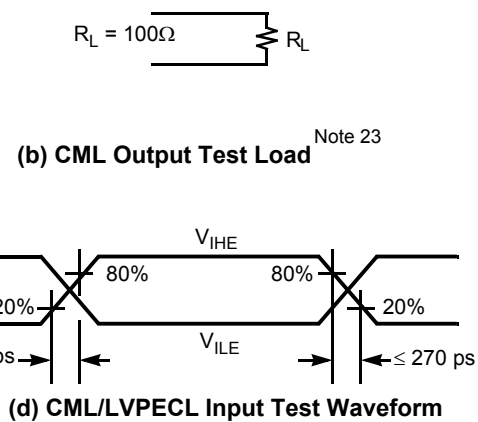 R_L = 100Ω
R_L
(b) CML Output Test Load Note 23
V_IHE
80% 80%
20% 20%
V_ILE
ps ≤ 270 ps
(d) CML/LVPECL Input Test Waveform